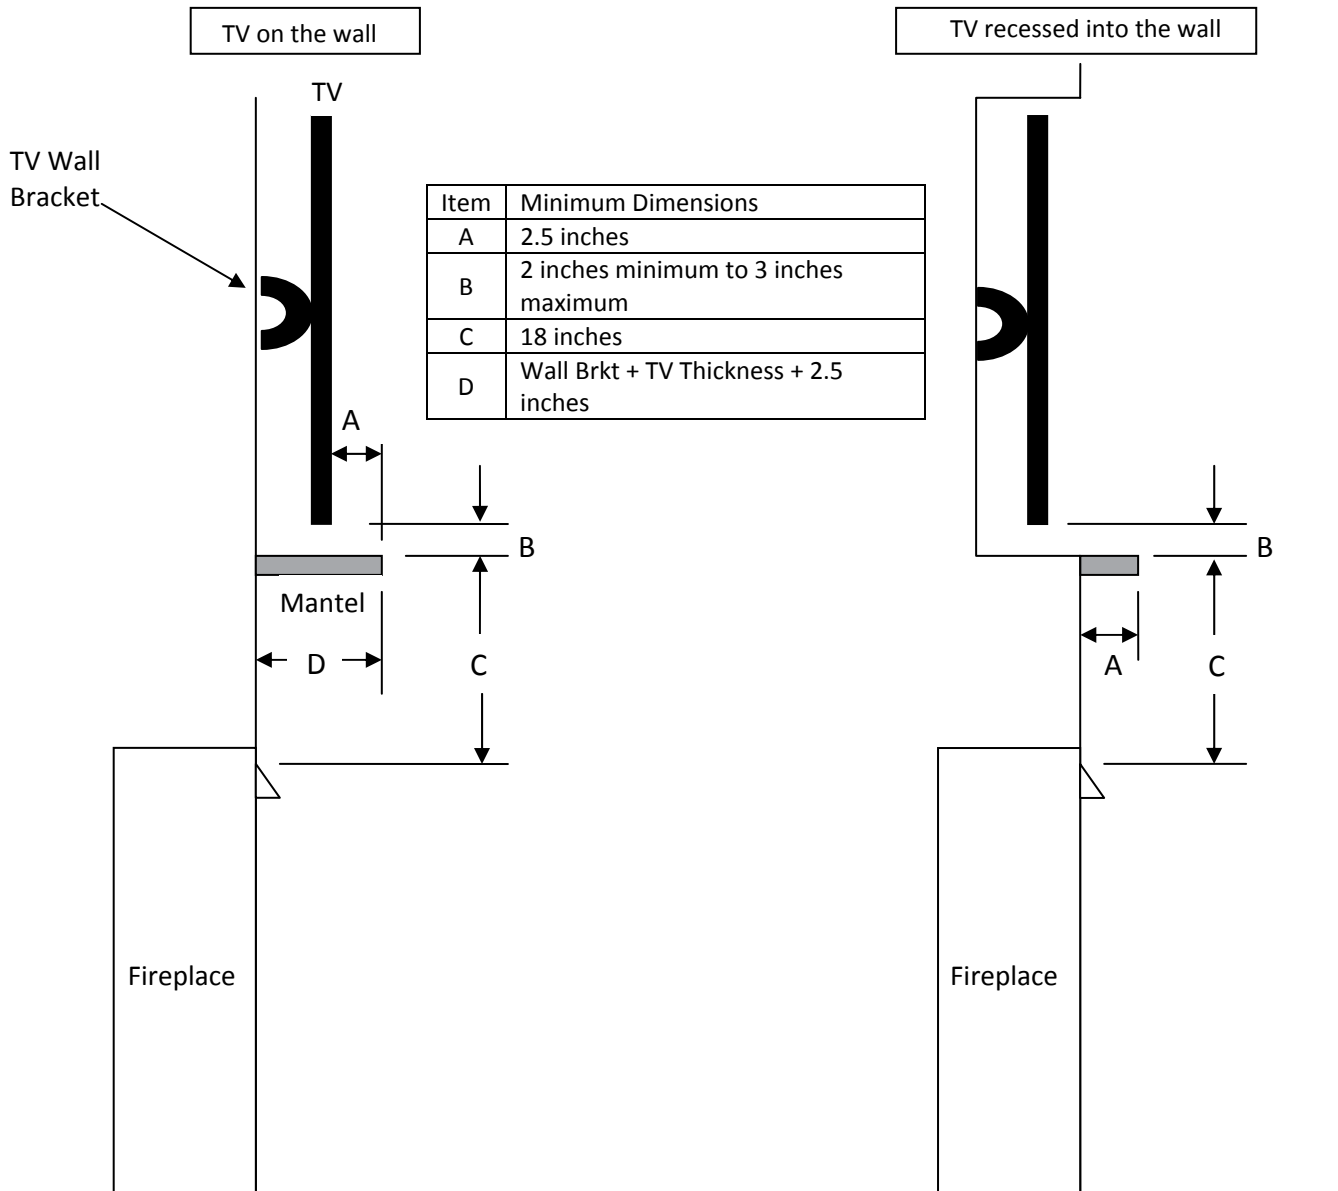 TV on the wall
TV recessed into the wall
TV
TV Wall
Bracket
Item Minimum Dimensions
A 2.5 inches
B 2 inches minimum to 3 inches
maximum
C 18 inches
D Wall Brkt + TV Thickness + 2.5
inches
A
B
B
Mantel
D
C
A
C
Fireplace
Fireplace